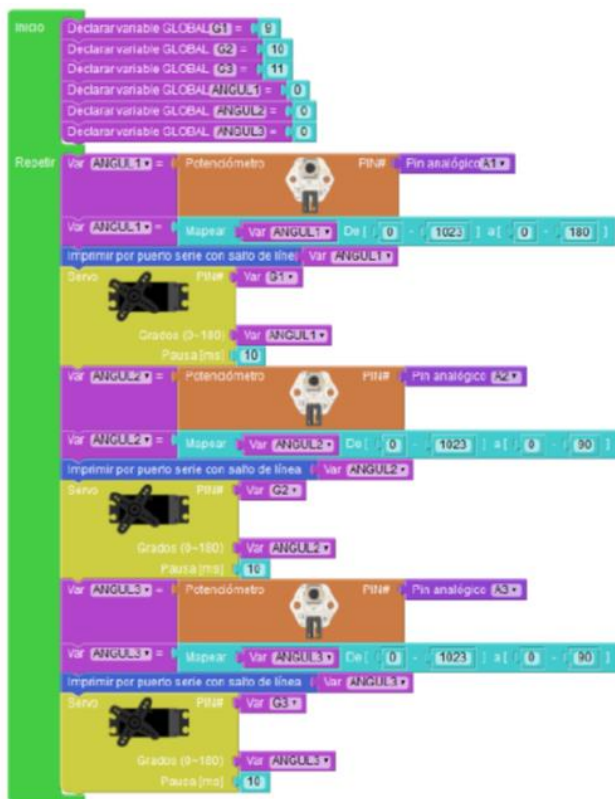 INICIO
Declarar variable GLOBAL G1 = 9
Declarar variable GLOBAL G2 = 10
Declarar variable GLOBAL G3 = 11
Declarar variable GLOBAL ANGUL1 = 0
Declarar variable GLOBAL ANGUL2 = 0
Declarar variable GLOBAL ANGUL3 = 0
Repetir Var ANGUL1 = Potenciómetro PIN# Pin analógico A1
Var ANGUL1 = Mapear Var ANGUL1 De [ 0 - 1023 ] a [ 0 - 180 ]
Imprimir por puerto serie con salto de línea Var ANGUL1
Servo PIN# Var G1
Grados (0~180) Var ANGUL1
Pausa [ms] 10
Var ANGUL2 = Potenciómetro PIN# Pin analógico A2
Var ANGUL2 = Mapear Var ANGUL2 De [ 0 - 1023 ] a [ 0 - 90 ]
Imprimir por puerto serie con salto de línea Var ANGUL2
Servo PIN# Var G2
Grados (0~180) Var ANGUL2
Pausa [ms] 10
Var ANGUL3 = Potenciómetro PIN# Pin analógico A3
Var ANGUL3 = Mapear Var ANGUL3 De [ 0 - 1023 ] a [ 0 - 90 ]
Imprimir por puerto serie con salto de línea Var ANGUL3
Servo PIN# Var G3
Grados (0~180) Var ANGUL3
Pausa [ms] 10